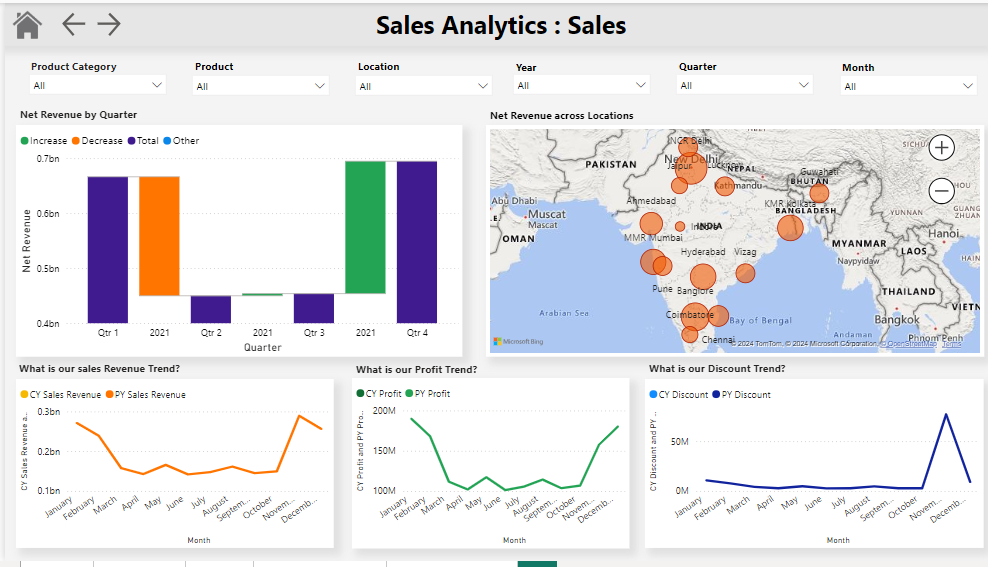 Sales Analytics : Sales
Product Category
Product
Location
Year
Quarter
Month
All
All
All
All
All
All
Net Revenue by Quarter
Increase Decrease Total Other
0.7bn
0.6bn
0.5bn
0.4bn
Net Revenue
Qtr 1 2021 Qtr 2 2021 Qtr 3 2021 Qtr 4
Quarter
Net Revenue across Locations
NCR Delhi
New Delhi
PAKISTAN
Jaipur
Lucknow
NEPAL
Kathmandu
Guwahati
BHUTAN
Abu Dhabi
Ahmedabad
KMR Kolkata
BANGLADESH
YUNNAN
GUANG
ZHUAN
Muscat
Muscat
OMAN
INDIA
MMR Mumbai
Hyderabad
Vizag
MYANMAR
Hanoi
LAOS
Naypyidaw
HAIN
Pune
Banglore
THAILAND
VIETN
Arabian Sea
Coimbatore
Bay of Bengal
Bangkok
Andaman
Chennai
Phnom Penh
Microsoft Bing
© 2024 TomTom, © 2024 Microsoft Corporation, © OpenStreetMap Terms
What is our sales Revenue Trend?
CY Sales Revenue PY Sales Revenue
0.3bn
0.2bn
0.1bn
CY Sales Revenue a..
January February March April May June July August Septem... October Novem... Decemb...
Month
What is our Profit Trend?
CY Profit PY Profit
200M
150M
100M
CY Profit and PY Pro...
January February March April May June July August Septem... October Novem... Decemb...
Month
What is our Discount Trend?
CY Discount PY Discount
50M
0M
CY Discount and PY ..
January February March April May June July August Septem... October Novem... Decemb...
Month